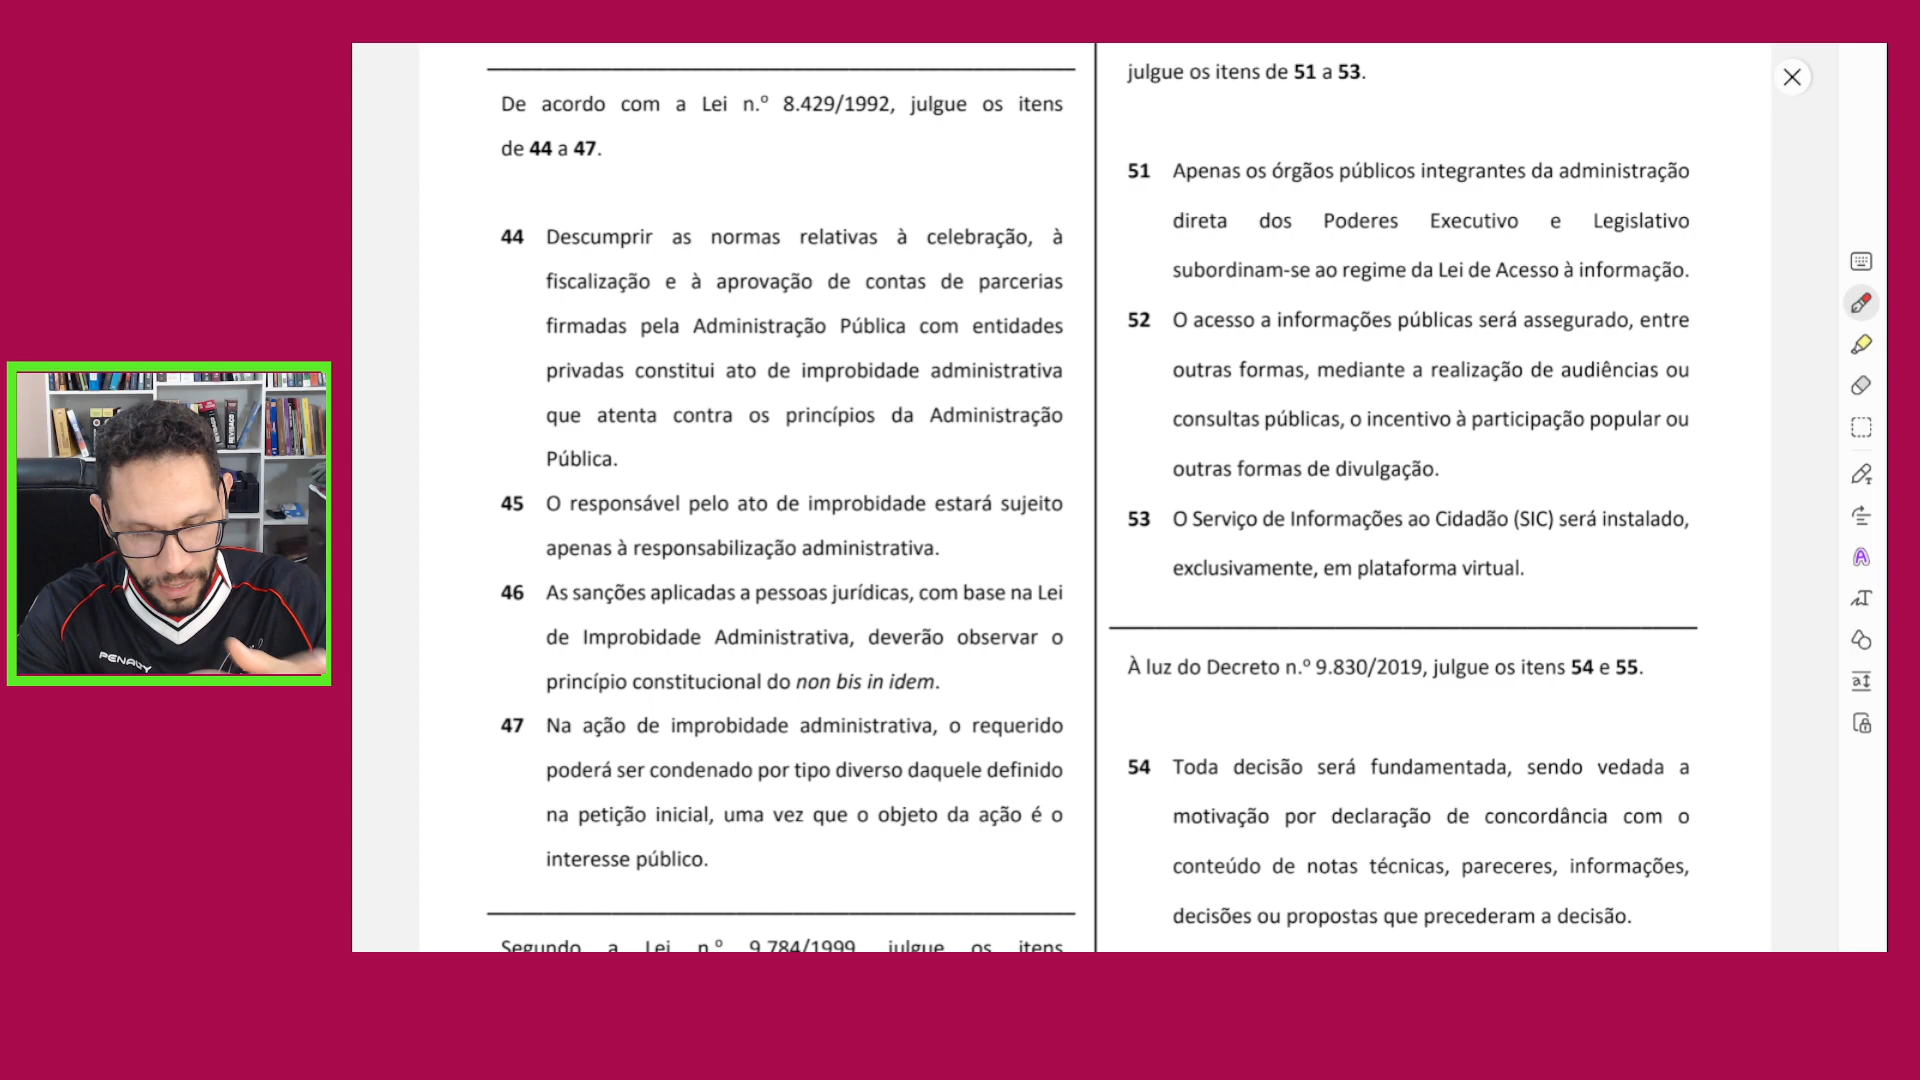 De acordo com a Lei n.º 8.429/1992, julgue os itens
de 44 a 47.
44 Descumprir as normas relativas à celebração, à
fiscalização e à aprovação de contas de parcerias
firmadas pela Administração Pública com entidades
privadas constitui ato de improbidade administrativa
que atenta contra os princípios da Administração
Pública.
45 O responsável pelo ato de improbidade estará sujeito
apenas à responsabilização administrativa.
46 As sanções aplicadas a pessoas jurídicas, com base na Lei
de Improbidade Administrativa, deverão observar o
princípio constitucional do non bis in idem.
47 Na ação de improbidade administrativa, o requerido
poderá ser condenado por tipo diverso daquele definido
na petição inicial, uma vez que o objeto da ação é o
interesse público.
Segundo a Lei n.º 9.784/1999, julgue os itens
julgue os itens de 51 a 53.
51 Apenas os órgãos públicos integrantes da administração
direta dos Poderes Executivo e Legislativo
subordinam-se ao regime da Lei de Acesso à informação.
52 O acesso a informações públicas será assegurado, entre
outras formas, mediante a realização de audiências ou
consultas públicas, o incentivo à participação popular ou
outras formas de divulgação.
53 O Serviço de Informações ao Cidadão (SIC) será instalado,
exclusivamente, em plataforma virtual.
À luz do Decreto n.º 9.830/2019, julgue os itens 54 e 55.
54 Toda decisão será fundamentada, sendo vedada a
motivação por declaração de concordância com o
conteúdo de notas técnicas, pareceres, informações,
decisões ou propostas que precederam a decisão.
PENALTY